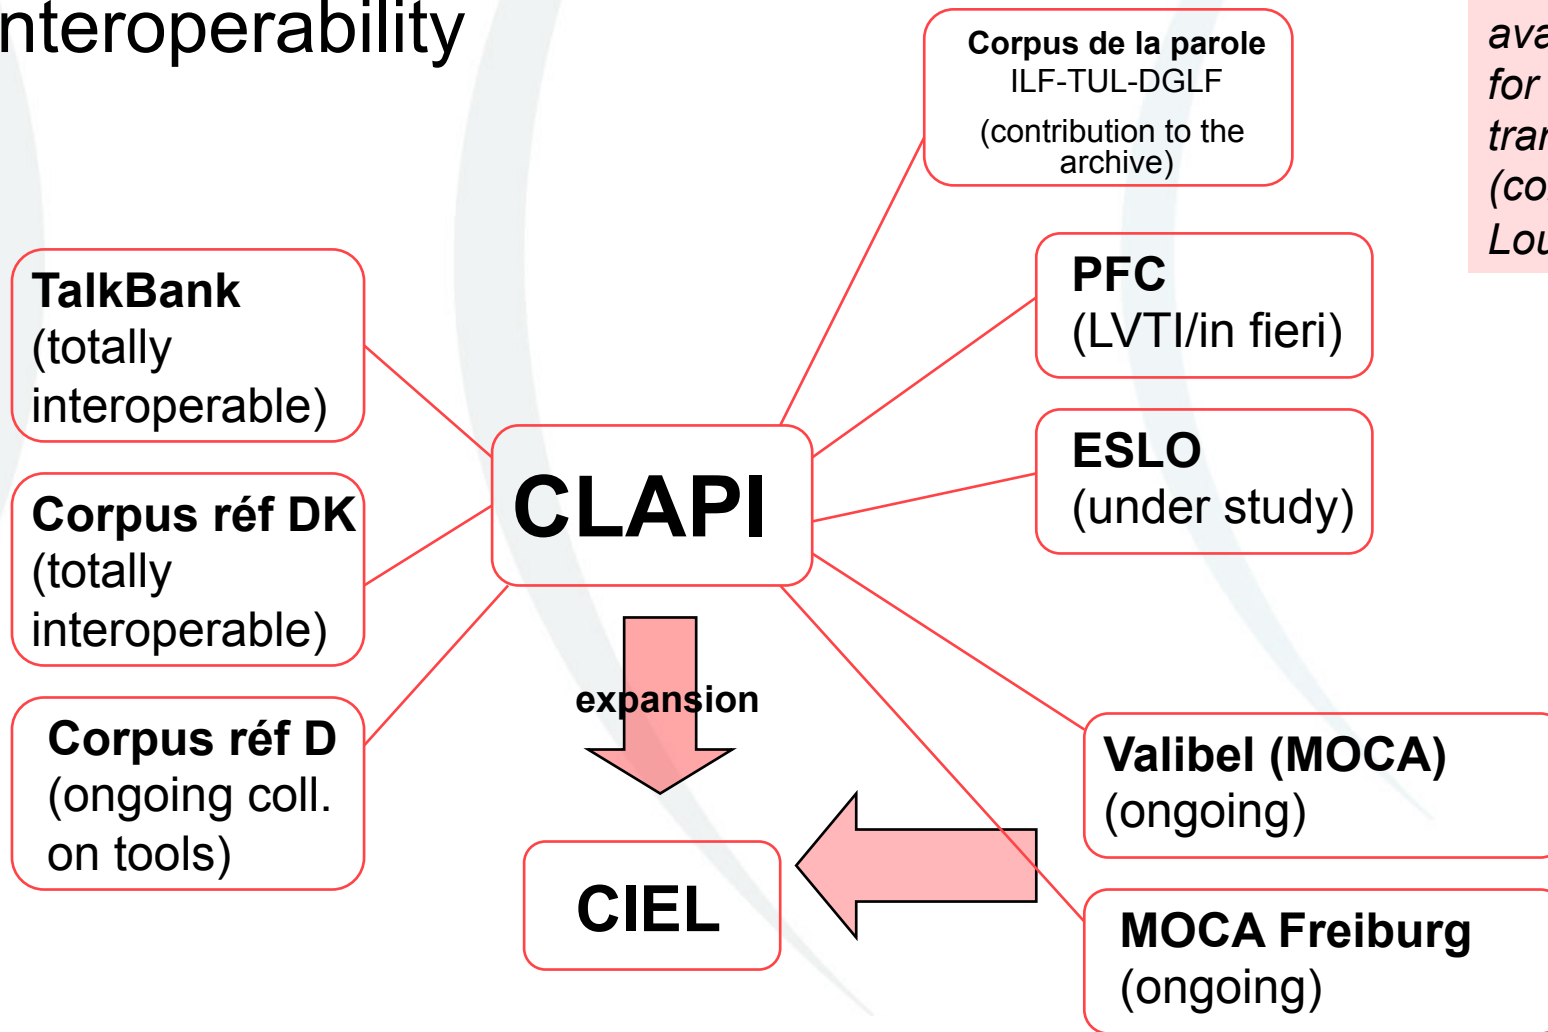 nteroperability
Corpus de la parole
ILF-TUL-DGLF
(contribution to the
archive)
for
Lou
TalkBank
(totally
interoperable)
PFC
(LVTI/in fieri)
Corpus réf DK
(totally
interoperable)
CLAPI
ESLO
(under study)
expansion
Corpus réf D
(ongoing coll.
on tools)
Valibel (MOCA)
(ongoing)
CIEL
MOCA Freiburg
(ongoing)